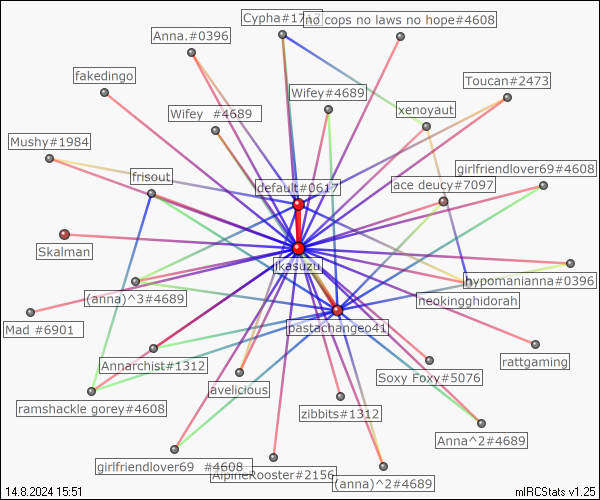 Cypha#1717
no cops no laws no hope#4608
Anna.#0396
fakedingo
Toucan#2473
Wifey#4689
Wifey #4689
xenoyaut
Mushy#1984
girlfriendlover69#4608
frisout
default#0617
ace deucy#7097
Skalman
ikasuzu
hypomanianna#0396
(anna)^3#4689
neokingghidorah
Mad #6901
pastachangeo41
rattgaming
Annarchist#1312
Soxy Foxy#5076
avelicious
ramshackle gorey#4608
zibbits#1312
Anna^2#4689
girlfriendlover69 #4608
AlpineRooster#2156
(anna)^2#4689
14.8.2024 15:51
mIRCStats v1.25